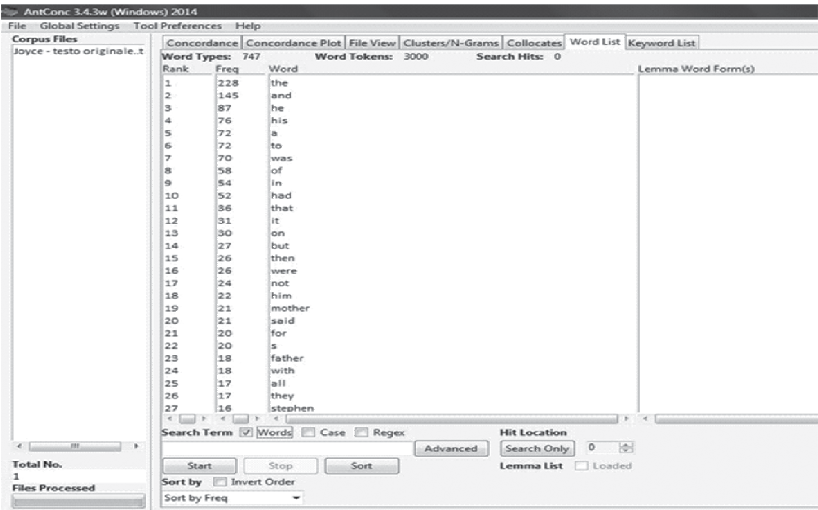 AntConc 3.4.3w (Windows) 2014
File Global Settings Tool Preferences Help
Corpus Files
Joyce - testo originale..t
Concordance Concordance Plot File View Clusters/N-Grams Collocates Word List Keyword List
Word Types: 747 Word Tokens: 3000 Search Hits: 0
Rank Freq Word Lemma Word Form(s)
1 228 the
2 145 and
3 87 he
4 76 his
5 72 a
6 72 to
7 70 was
8 58 of
9 54 in
10 52 had
11 36 that
12 31 it
13 30 on
14 27 but
15 26 then
16 26 were
17 24 not
18 22 him
19 21 mother
20 21 said
21 20 for
22 20 s
23 18 father
24 18 with
25 17 all
26 17 they
27 16 stephen
Search Term Words Case Regex Hit Location
Advanced Search Only 0
Total No.
1
Files Processed
Start Stop Sort Lemma List Loaded
Sort by Invert Order
Sort by Freq